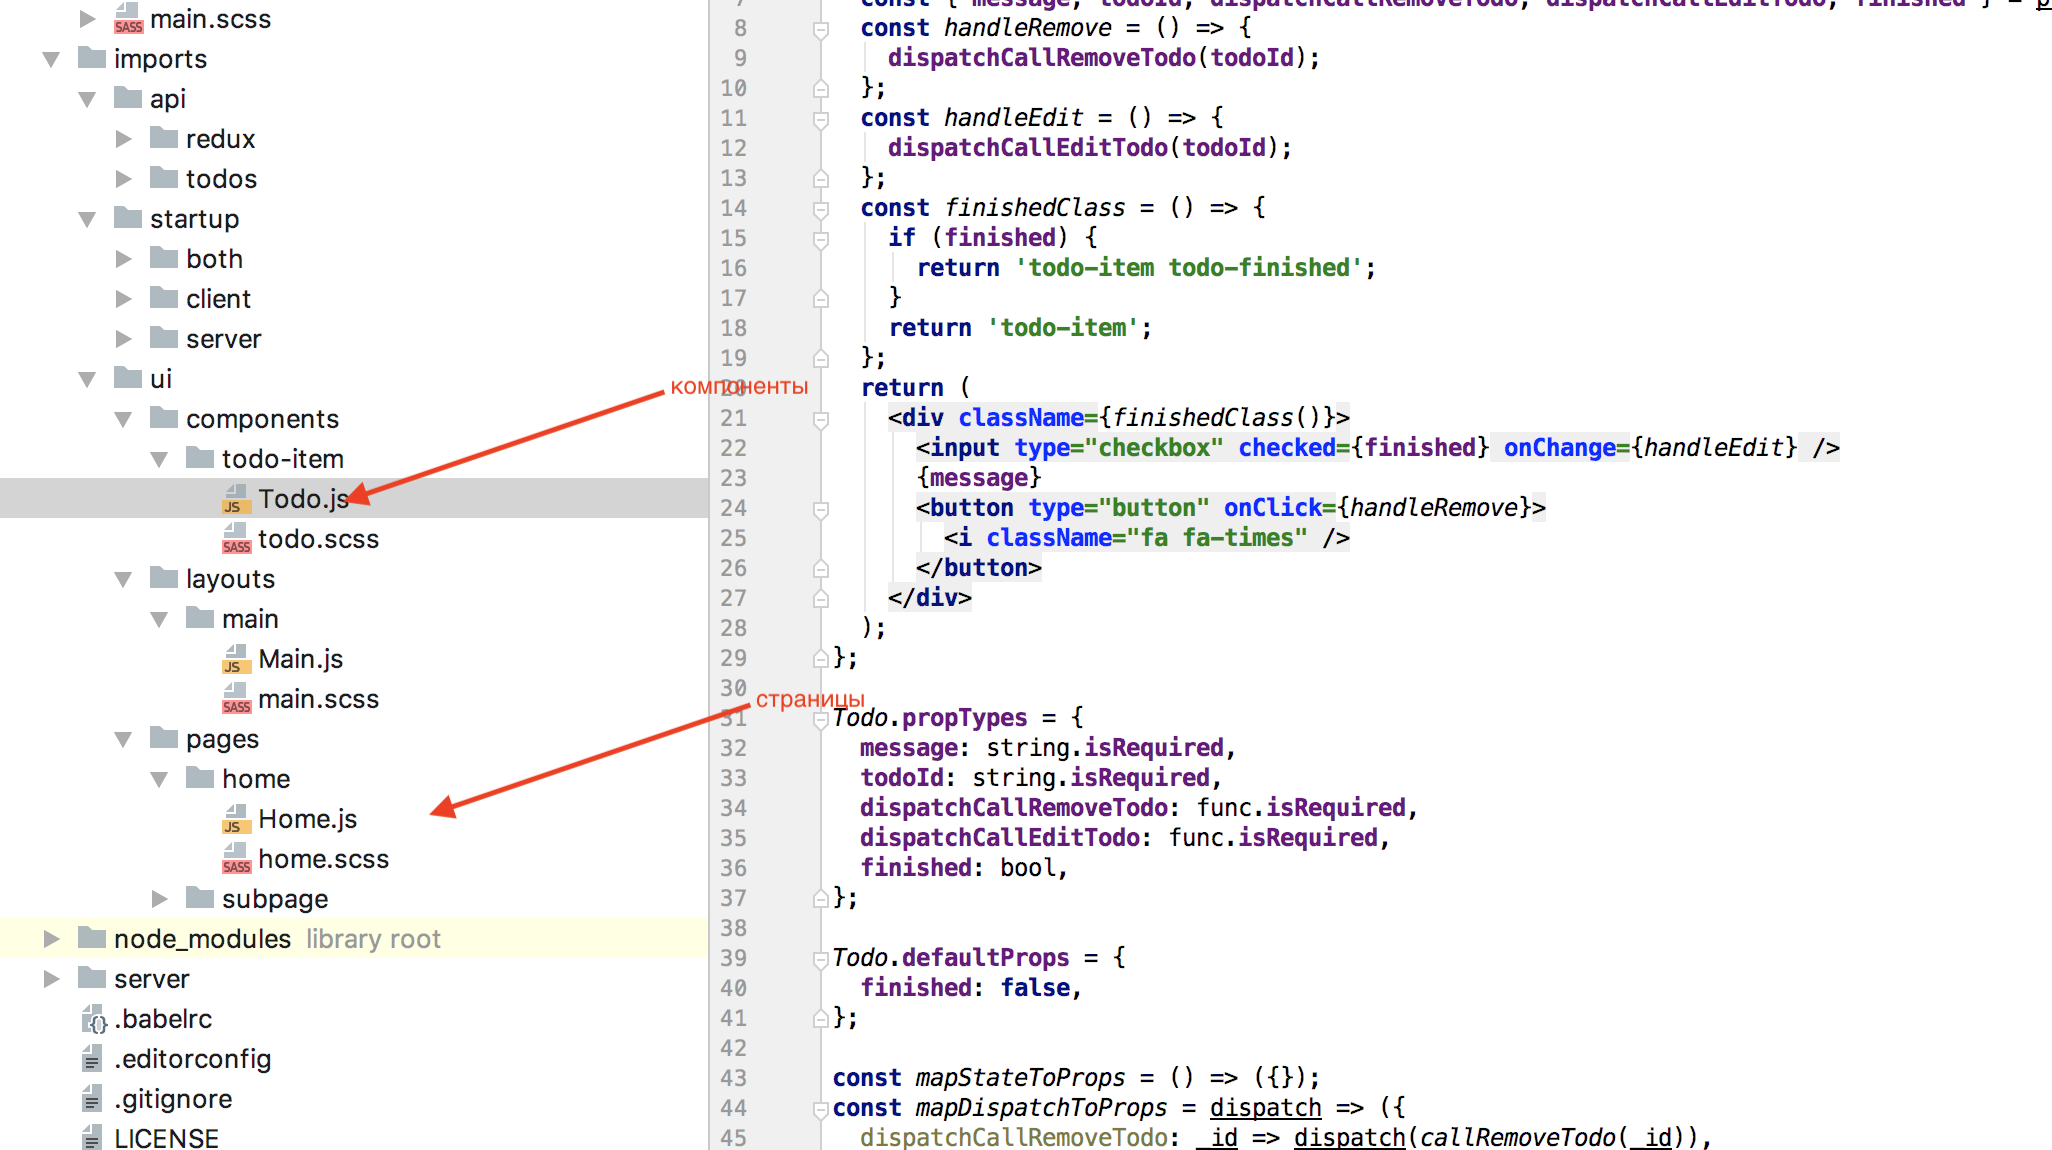 main.scss
imports
api
redux
todos
startup
both
client
server
ui
components
todo-item
JS Todo.js
SASS todo.scss
layouts
main
JS Main.js
SASS main.scss
pages
home
JS Home.js
SASS home.scss
subpage
node_modules library root
server
.babelrc
.editorconfig
.gitignore
LICENSE
компоненты
страницы
7 const { message, todoId, dispatchCallRemoveTodo, dispatchCallEditTodo, finished } =
8 const handleRemove = () => {
9 dispatchCallRemoveTodo(todoId);
10 };
11 const handleEdit = () => {
12 dispatchCallEditTodo(todoId);
13 };
14 const finishedClass = () => {
15 if (finished) {
16 return 'todo-item todo-finished';
17 }
18 return 'todo-item';
19 };
20 return (
21 <div className={finishedClass()}>
22 <input type="checkbox" checked={finished} onChange={handleEdit} />
23 {message}
24 <button type="button" onClick={handleRemove}>
25 <i className="fa fa-times" />
26 </button>
27 </div>
28 );
29 };
30
31 Todo.propTypes = {
32 message: string.isRequired,
33 todoId: string.isRequired,
34 dispatchCallRemoveTodo: func.isRequired,
35 dispatchCallEditTodo: func.isRequired,
36 finished: bool,
37 };
38
39 Todo.defaultProps = {
40 finished: false,
41 };
42
43 const mapStateToProps = () => ({});
44 const mapDispatchToProps = dispatch => ({
45 dispatchCallRemoveTodo: _id => dispatch(callRemoveTodo(_id)),